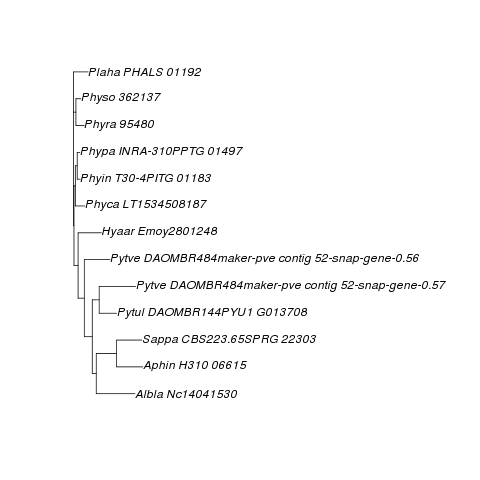 Plaha PHALS 01192
Physo 362137
Phyra 95480
Phypa INRA-310PPTG 01497
Phyin T30-4PITG 01183
Phyca LT1534508187
Hyaar Emoy2801248
Pytve DAOMBR484maker-pve contig 52-snap-gene-0.56
Pytve DAOMBR484maker-pve contig 52-snap-gene-0.57
Pytul DAOMBR144PYU1 G013708
Sappa CBS223.65SPRG 22303
Aphin H310 06615
Albla Nc14041530